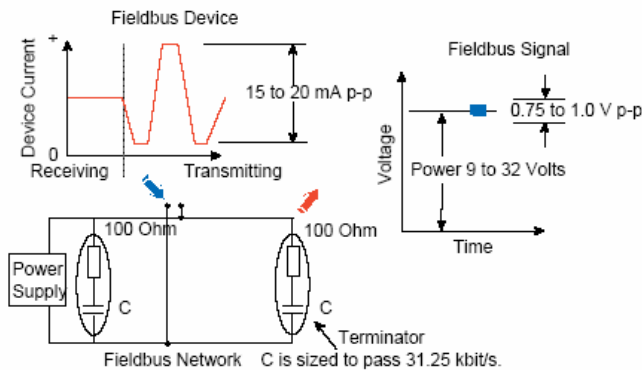 Fieldbus Device
Fieldbus Signal
+
Device Current
0
15 to 20 mA p-p
Receiving
Transmitting
Voltage
0.75 to 1.0 V p-p
Power 9 to 32 Volts
Time
100 Ohm
100 Ohm
Power
Supply
C
C
Terminator
Fieldbus Network
C is sized to pass 31.25 kbit/s.